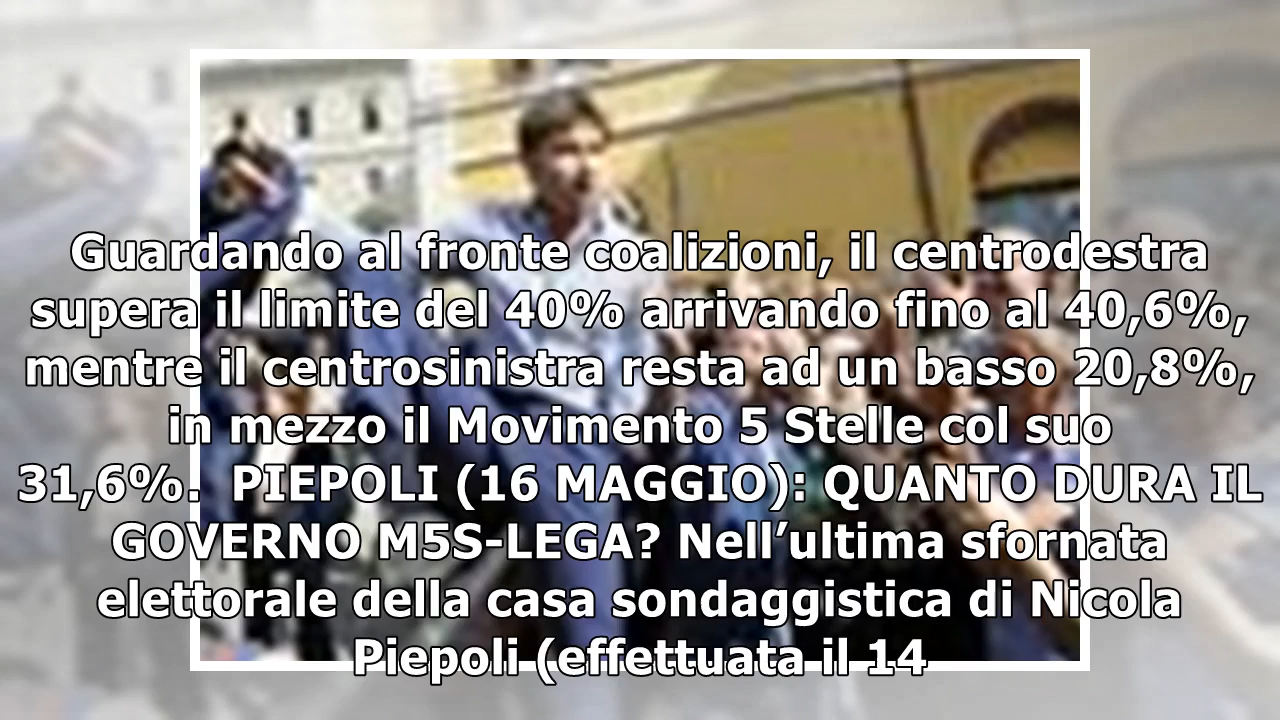 Guardando al fronte coalizioni, il centrodestra
supera il limite del 40% arrivando fino al 40,6%,
mentre il centrosinistra resta ad un basso 20,8%,
in mezzo il Movimento 5 Stelle col suo
31,6%.  PIEPOLI (16 MAGGIO): QUANTO DURA IL
GOVERNO M5S-LEGA? Nell’ultima sfornata
elettorale della casa sondaggistica di Nicola
Piepoli (effettuata il 14